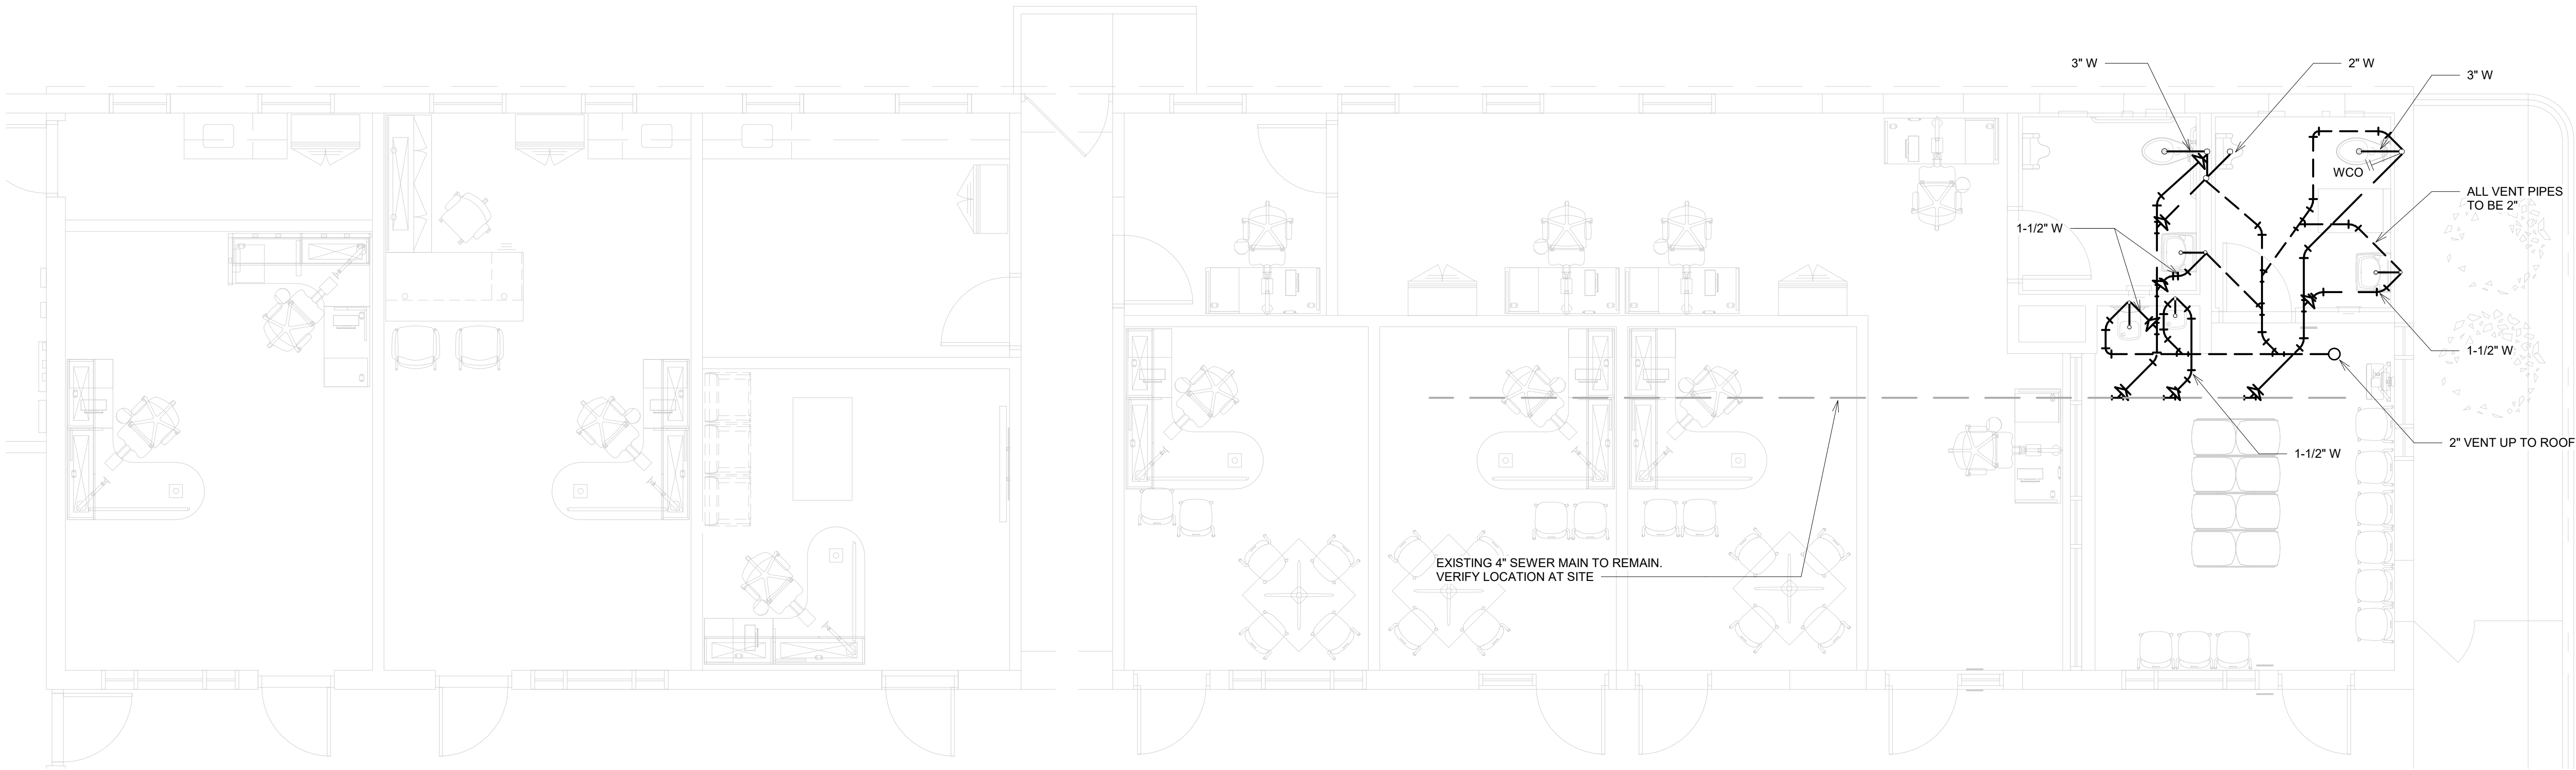 3" W
2" W
3" W
WCO
ALL VENT PIPES
TO BE 2"
1-1/2" W
1-1/2" W
2" VENT UP TO ROOF
1-1/2" W
EXISTING 4" SEWER MAIN TO REMAIN.
VERIFY LOCATION AT SITE